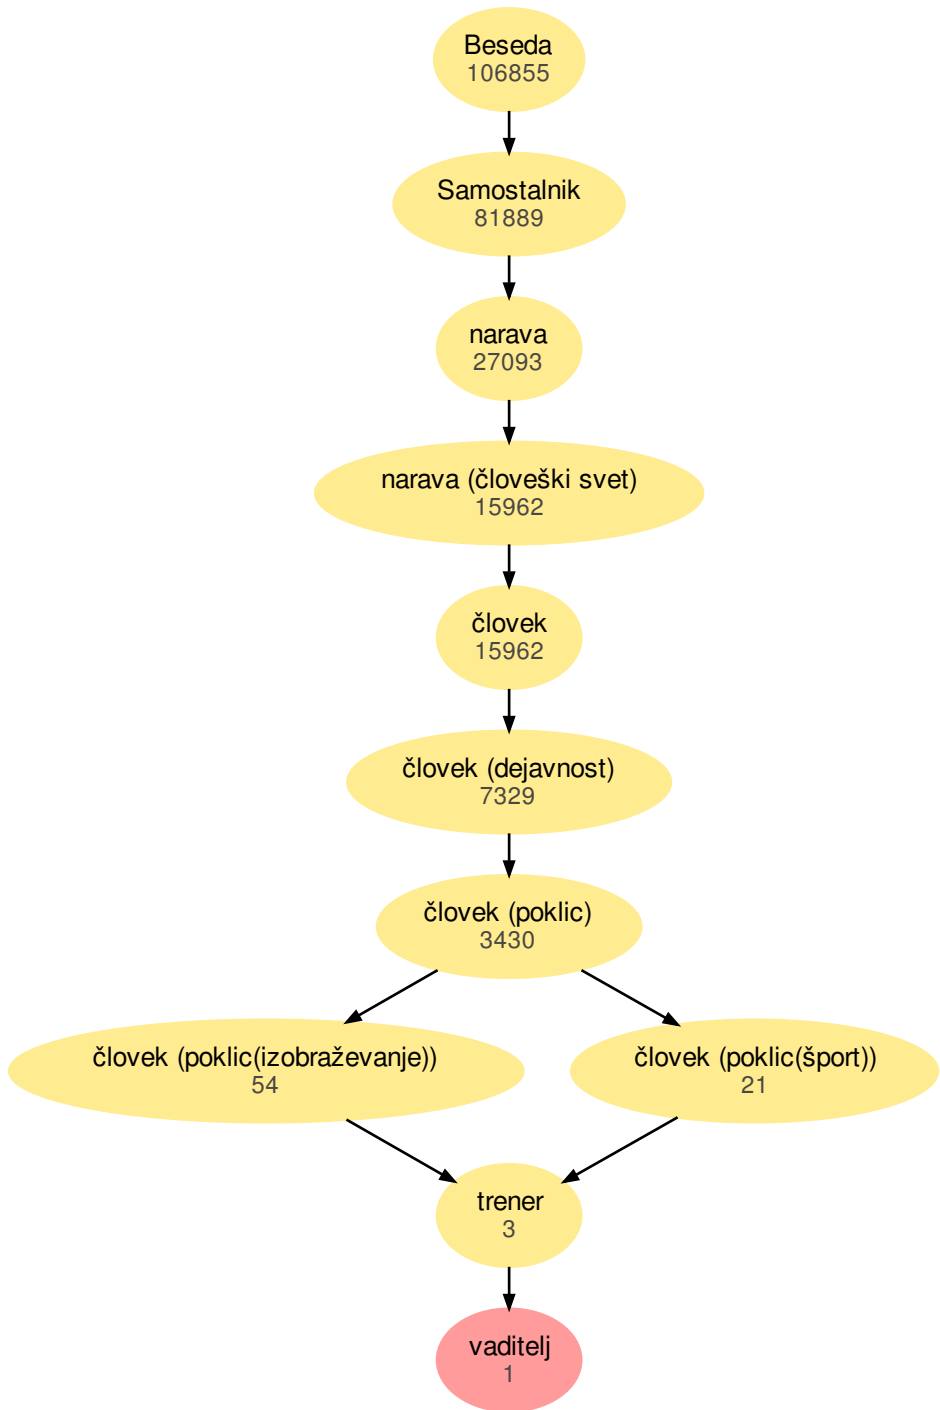 Beseda
106855
Samostalnik
81889
narava
27093
narava (človeški svet)
15962
človek
15962
človek (dejavnost)
7329
človek (poklic)
3430
človek (poklic(izobraževanje))
54
človek (poklic(šport))
21
trener
3
vaditelj
1